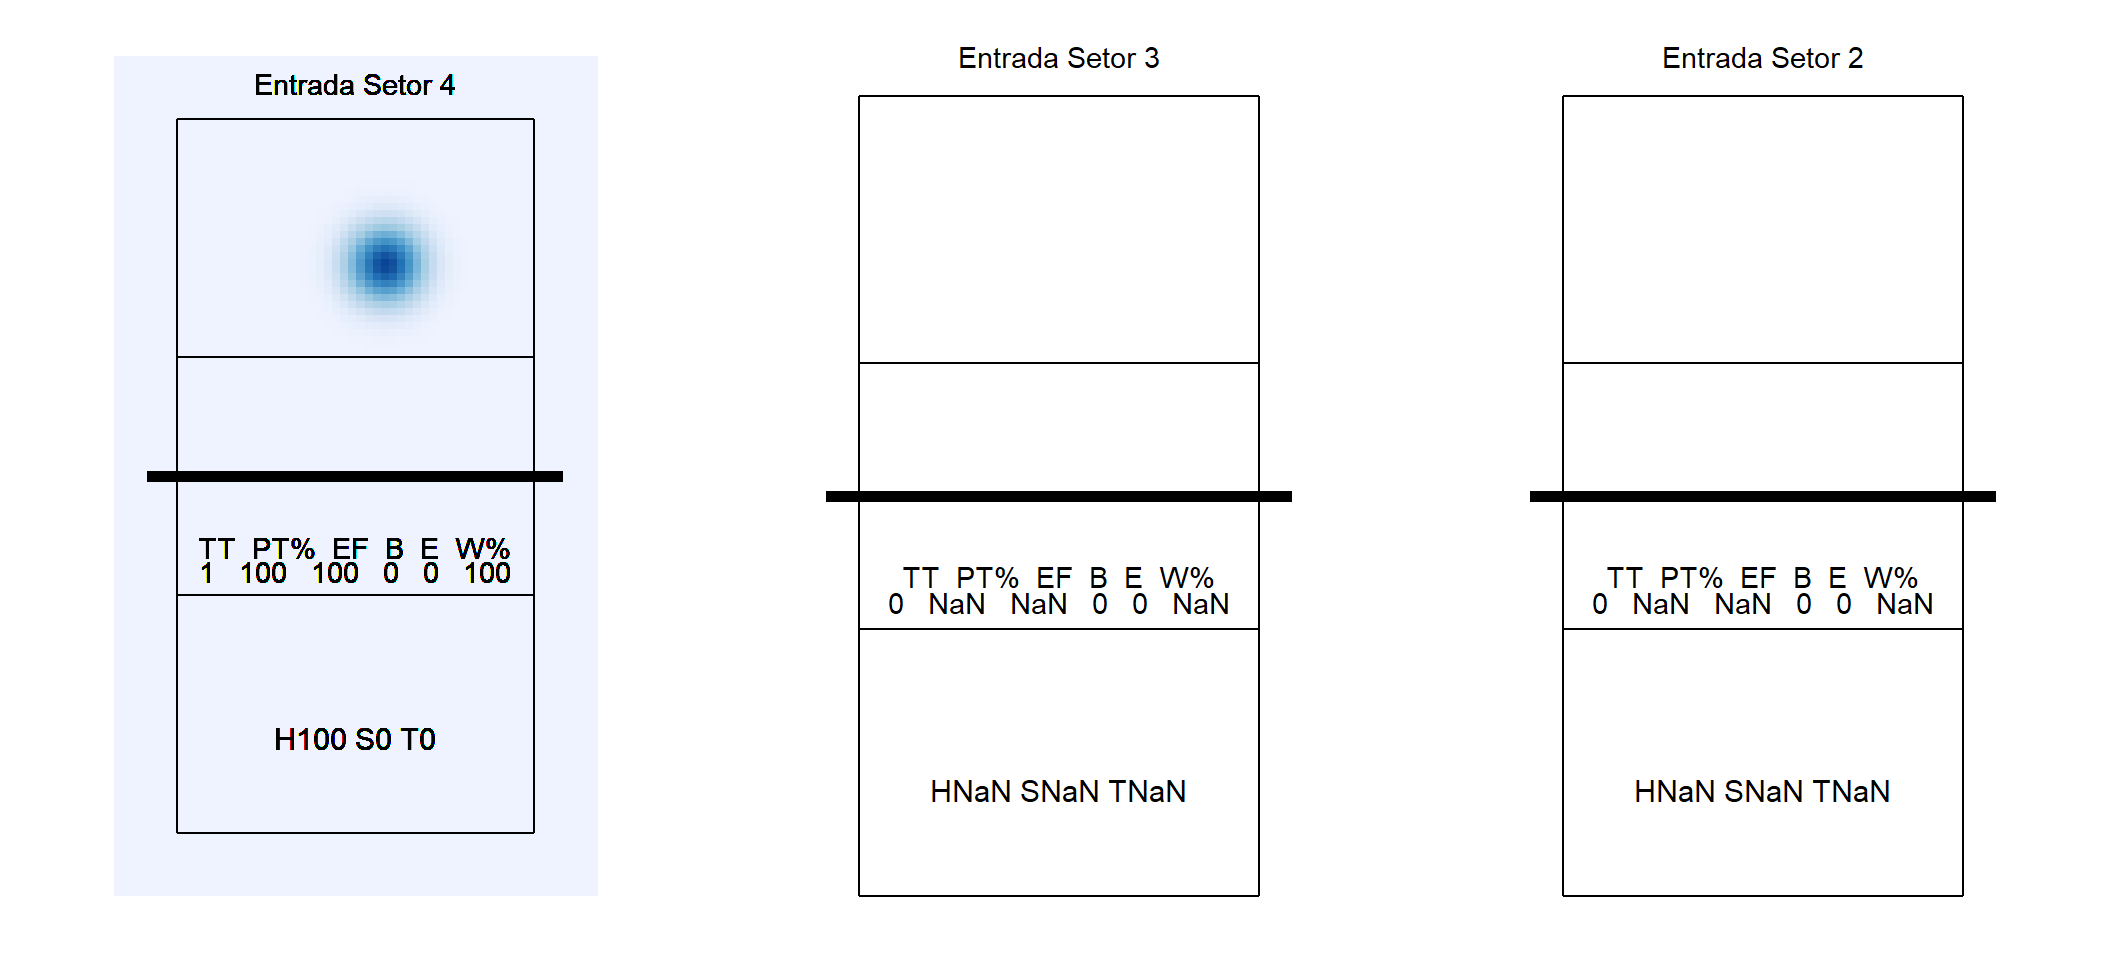 Entrada Setor 4
TT PT% EF B E W%
1 100 100 0 0 100
H100 S0 T0
Entrada Setor 3
TT PT% EF B E W%
0 NaN NaN 0 0 NaN
HNaN SNaN TNaN
Entrada Setor 2
TT PT% EF B E W%
0 NaN NaN 0 0 NaN
HNaN SNaN TNaN